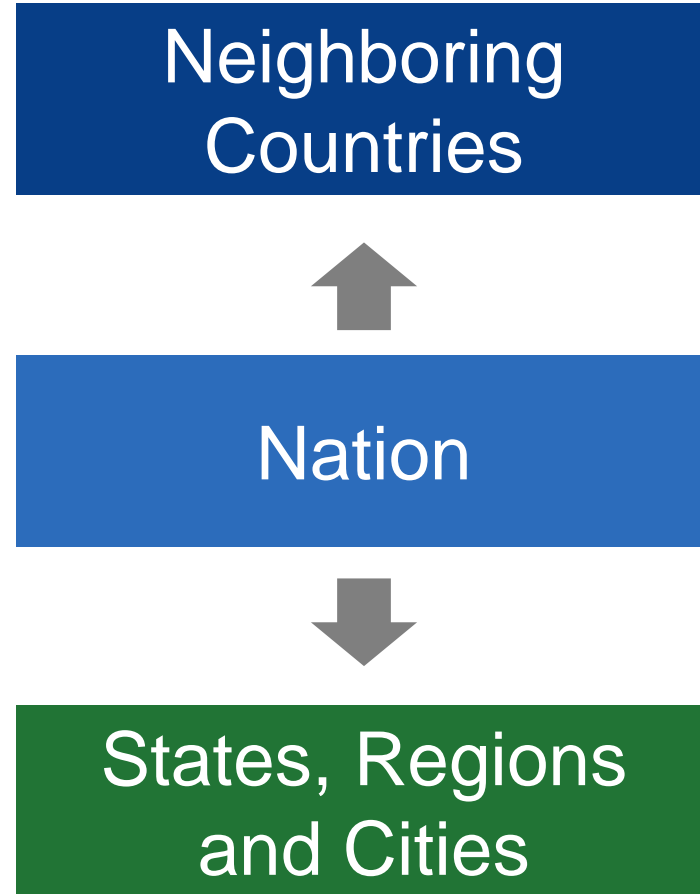 Neighboring
Countries
Nation
States, Regions
and Cities